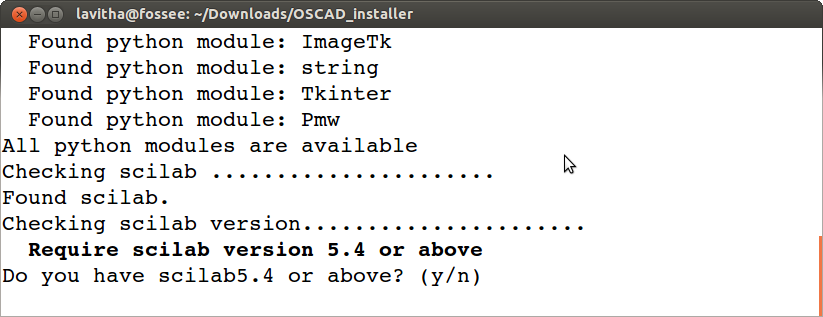 lavitha@fossee: ~/Downloads/OSCAD_installer
Found python module: ImageTk
Found python module: string
Found python module: Tkinter
Found python module: Pmw
All python modules are available
Checking scilab ......................
Found scilab.
Checking scilab version......................
Require scilab version 5.4 or above
Do you have scilab5.4 or above? (y/n)